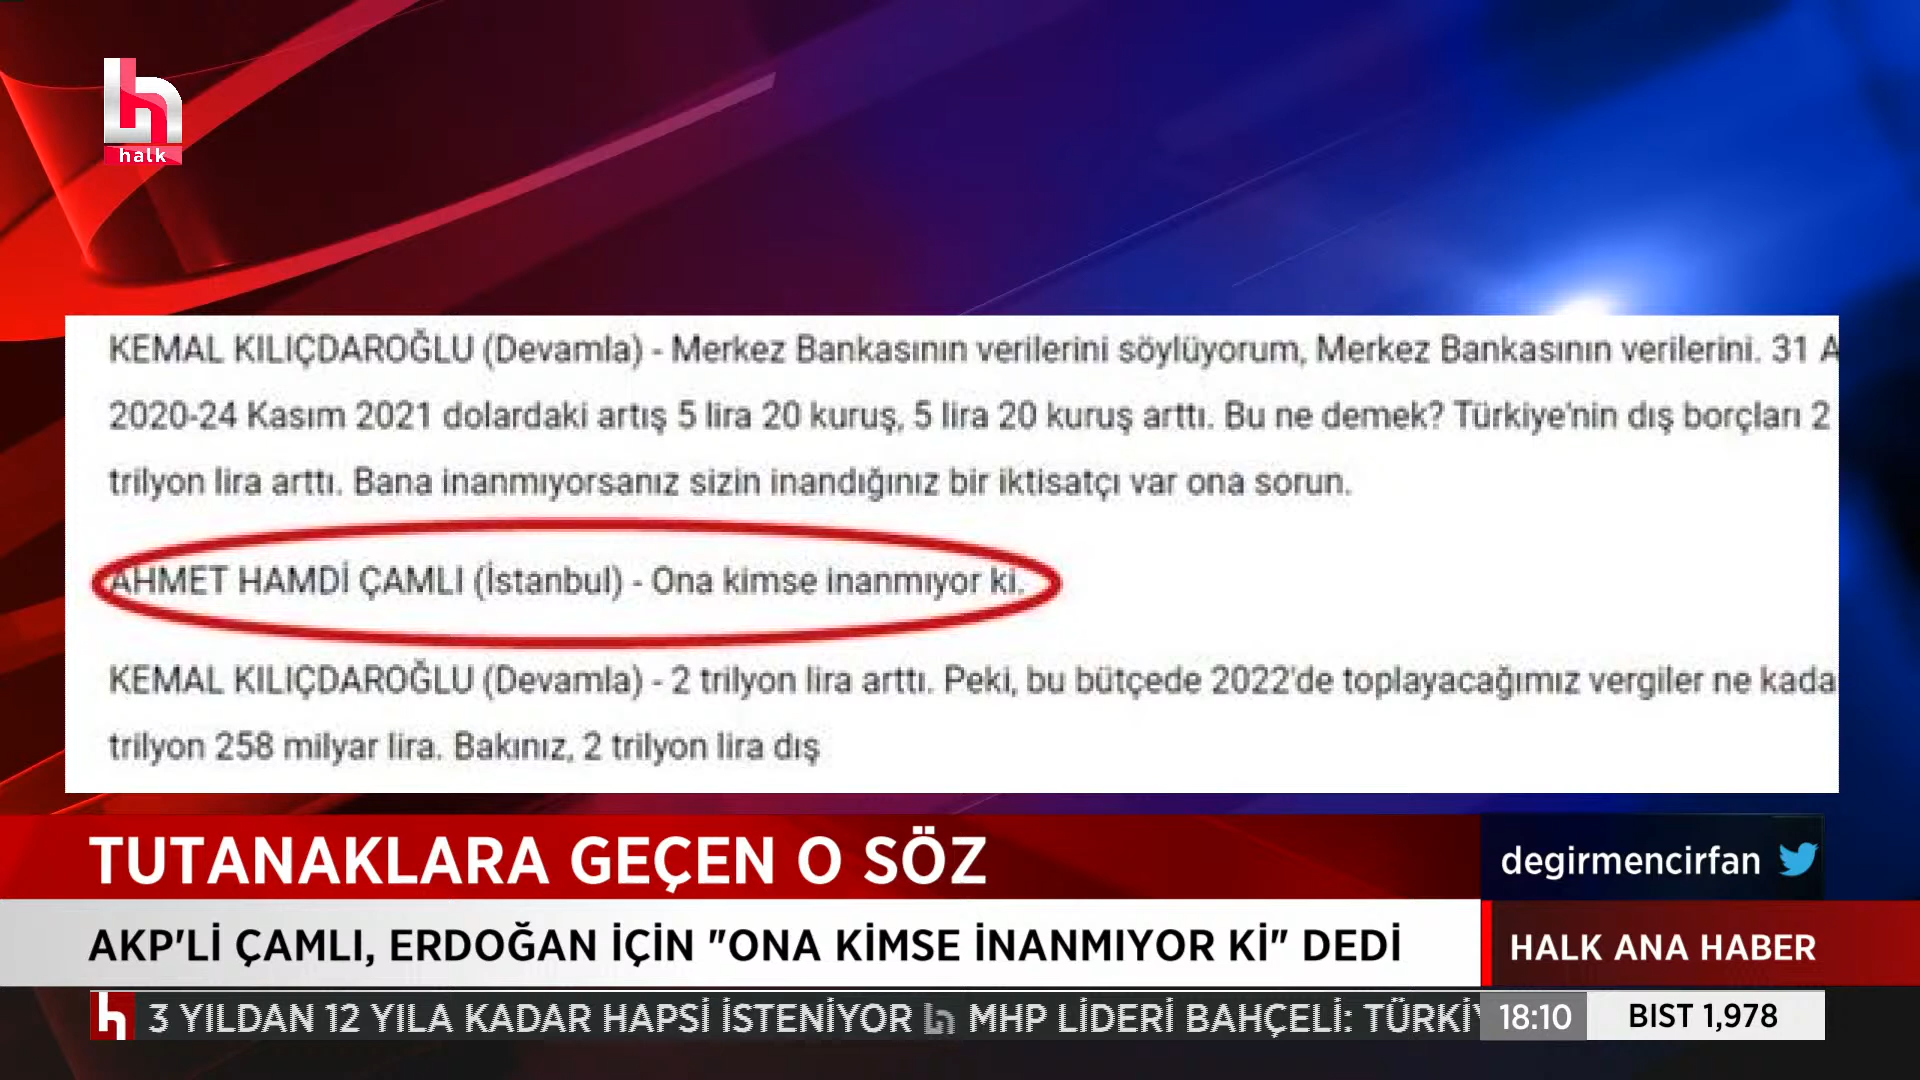 halk
KEMAL KILIÇDAROĞLU (Devamla) - Merkez Bankasının verilerini söylüyorum, Merkez Bankasının verilerini. 31 A
2020-24 Kasım 2021 dolardaki artış 5 lira 20 kuruş, 5 lira 20 kuruş arttı. Bu ne demek? Türkiye'nin dış borçları 2
trilyon lira arttı. Bana inanmıyorsanız sizin inandığınız bir iktisatçı var ona sorun.
AHMET HAMDİ ÇAMLI (İstanbul) - Ona kimse inanmıyor ki.
KEMAL KILIÇDAROĞLU (Devamla) - 2 trilyon lira arttı. Peki, bu bütçede 2022'de toplayacağımız vergiler ne kada
trilyon 258 milyar lira. Bakınız, 2 trilyon lira dış
TUTANAKLARA GEÇEN O SÖZ
degirmencirfan
AKP'Lİ ÇAMLI, ERDOĞAN İÇİN "ONA KİMSE İNANMIYOR Kİ" DEDİ
HALK ANA HABER
3 YILDAN 12 YILA KADAR HAPSİ İSTENİYOR h MHP LİDERİ BAHÇELİ: TÜRKİY
18:10
BIST 1,978